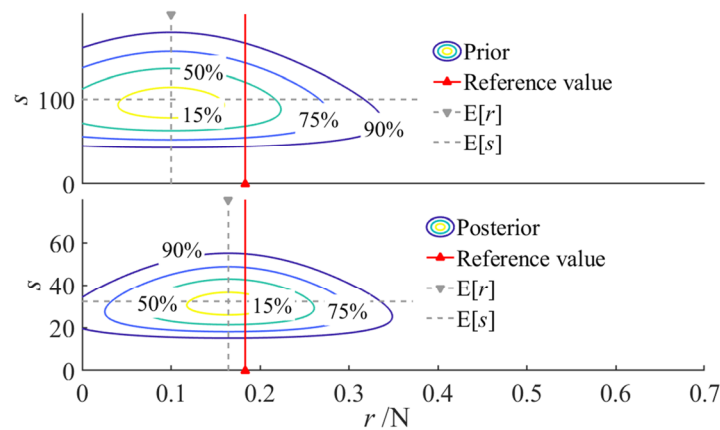 s
100
0
50%
15%
75%
90%
Prior
Reference value
E[r]
E[s]
s
60
40
20
0
90%
50%
15%
75%
Posterior
Reference value
E[r]
E[s]
0 0.1 0.2 0.3 0.4 0.5 0.6 0.7
r /N